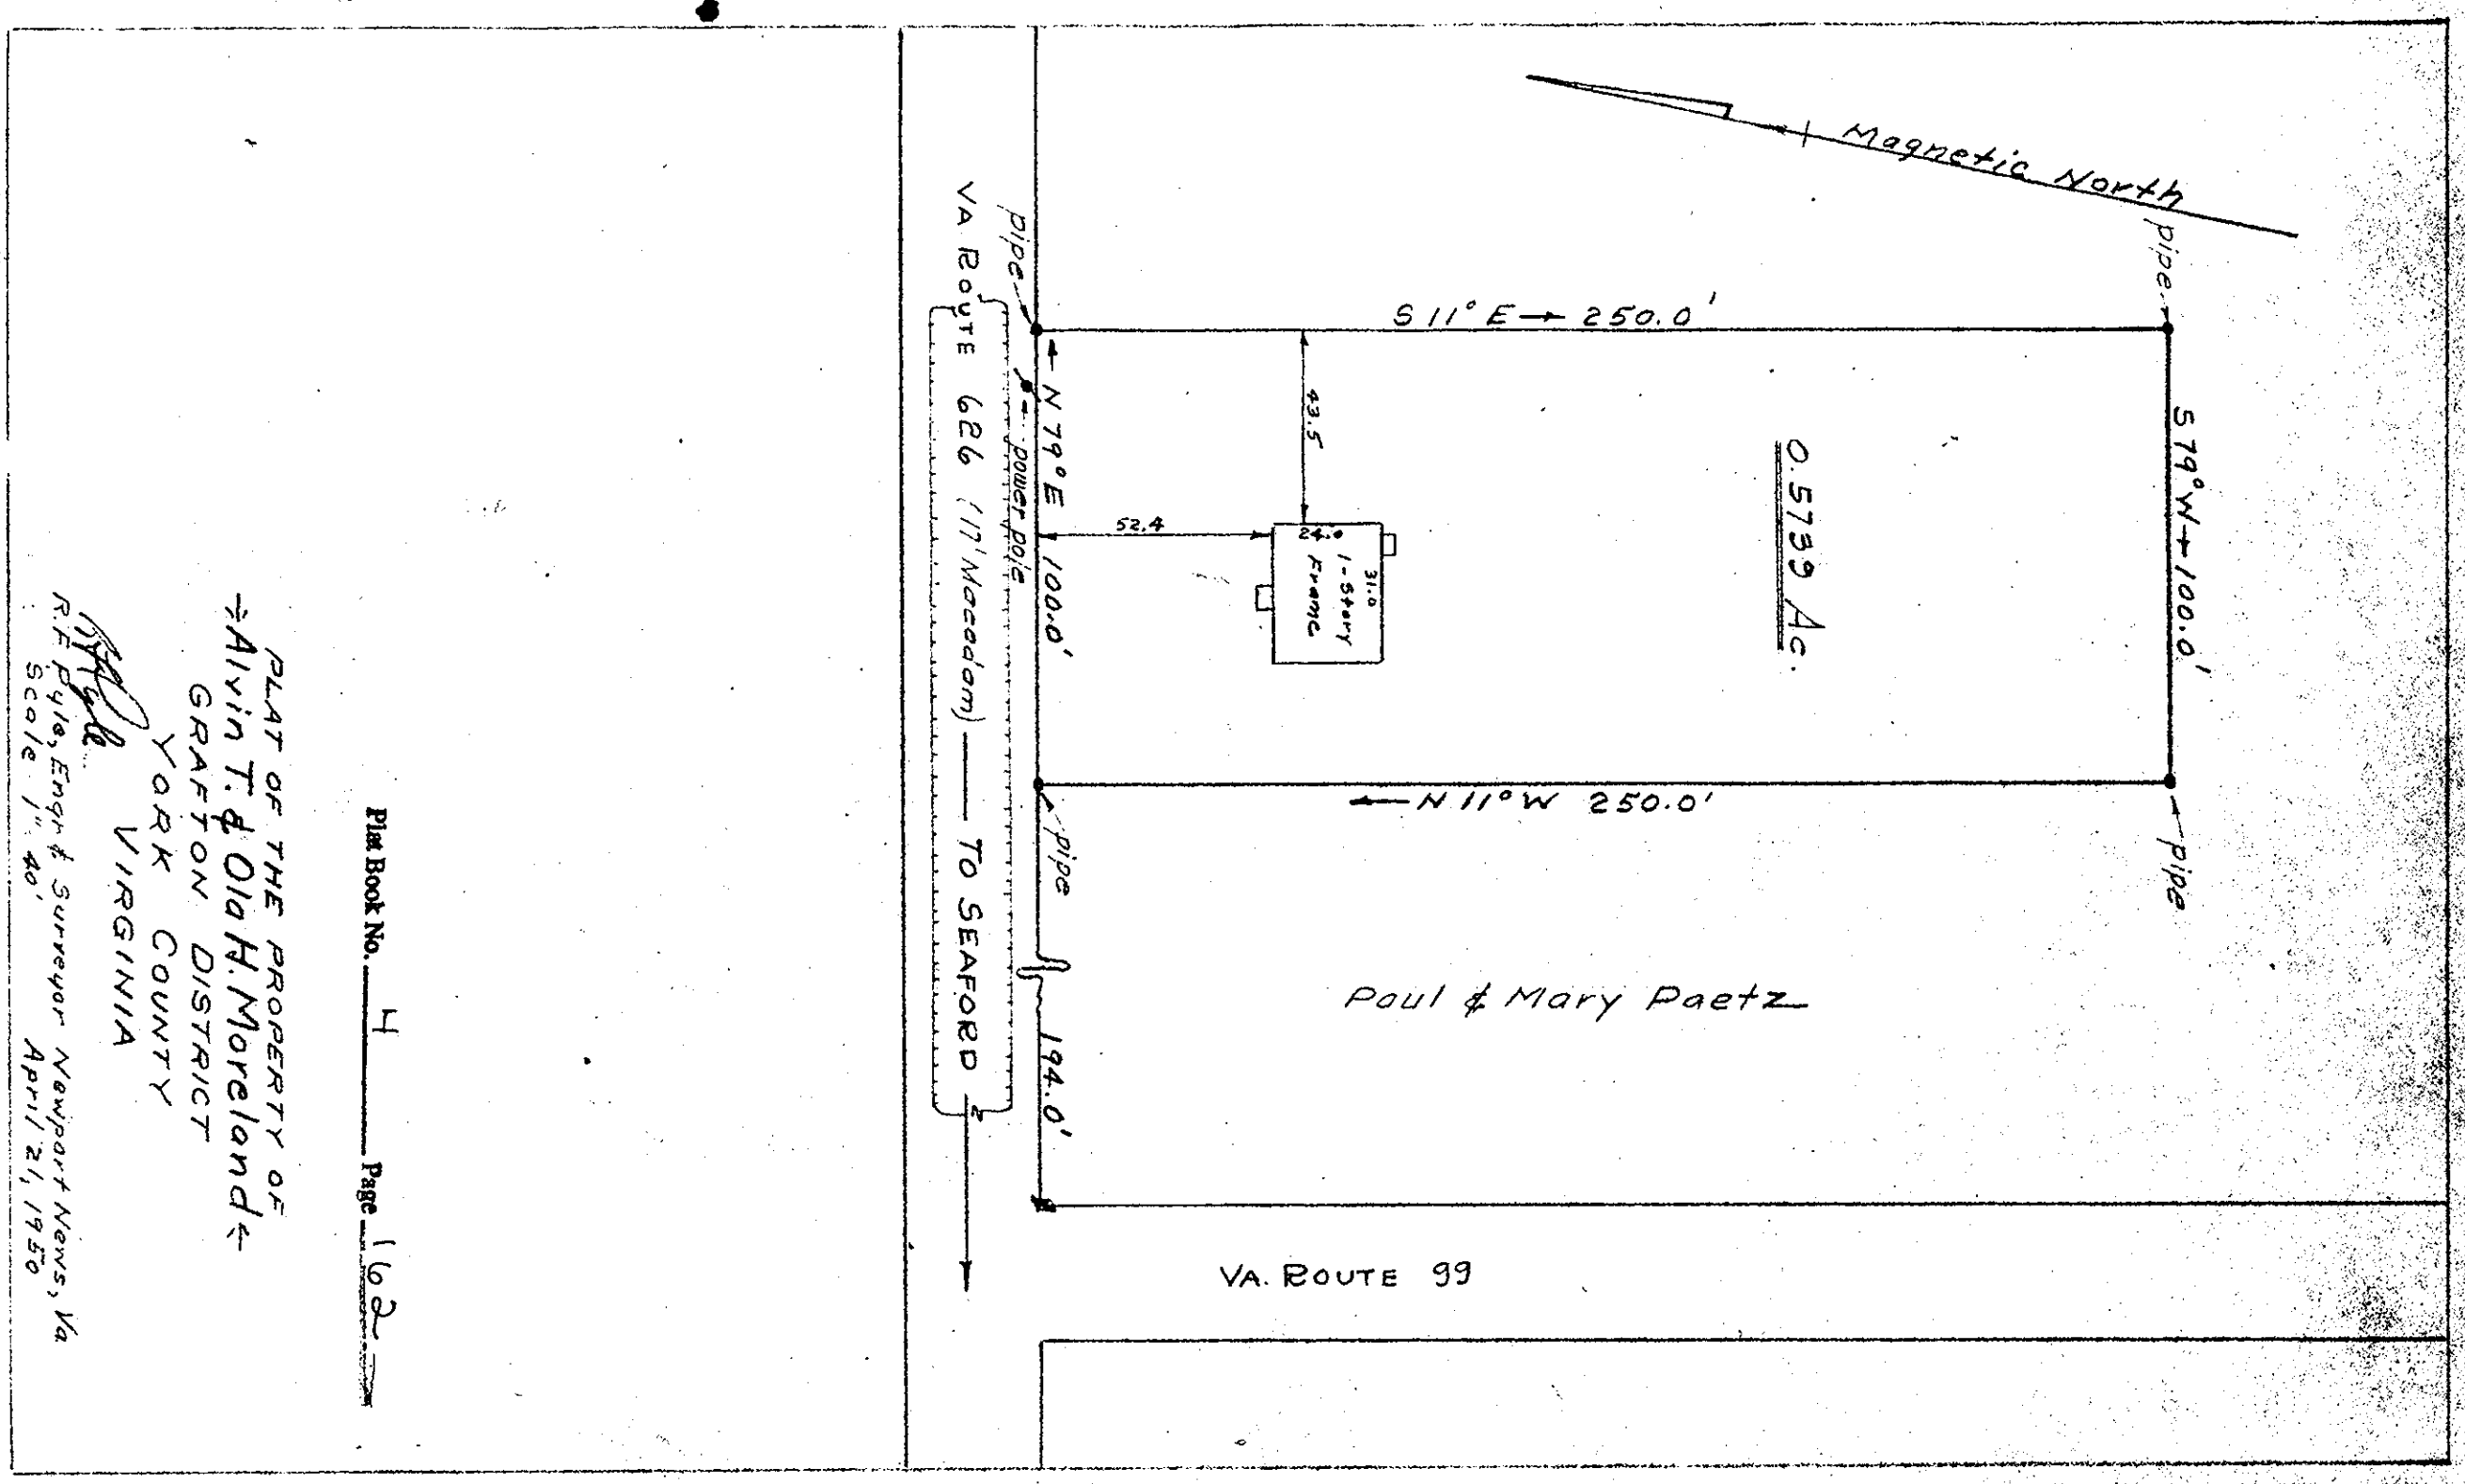 Magnetic North
pipe
S 11° E → 250.0'
pipe
S 79° W → 100.0'
0.5739 Ac.
43.5
52.4
24.0
31.0
1-Story
Frame
N 79° E 100.0'
power pole
← N 11° W 250.0'
pipe
pipe
Paul & Mary Paetz
194.0'
VA ROUTE 626 (17' Macadam) — TO SEAFORD
VA. ROUTE 99
Plat Book No. 4 Page 162
PLAT OF THE PROPERTY OF
Alvin T. & Ola H. Moreland
GRAFTON DISTRICT
YORK COUNTY
VIRGINIA
R.F. Pyle
R.F. Pyle, Engr & Surveyor Newport News, Va
Scale 1" 40' April 21, 1950